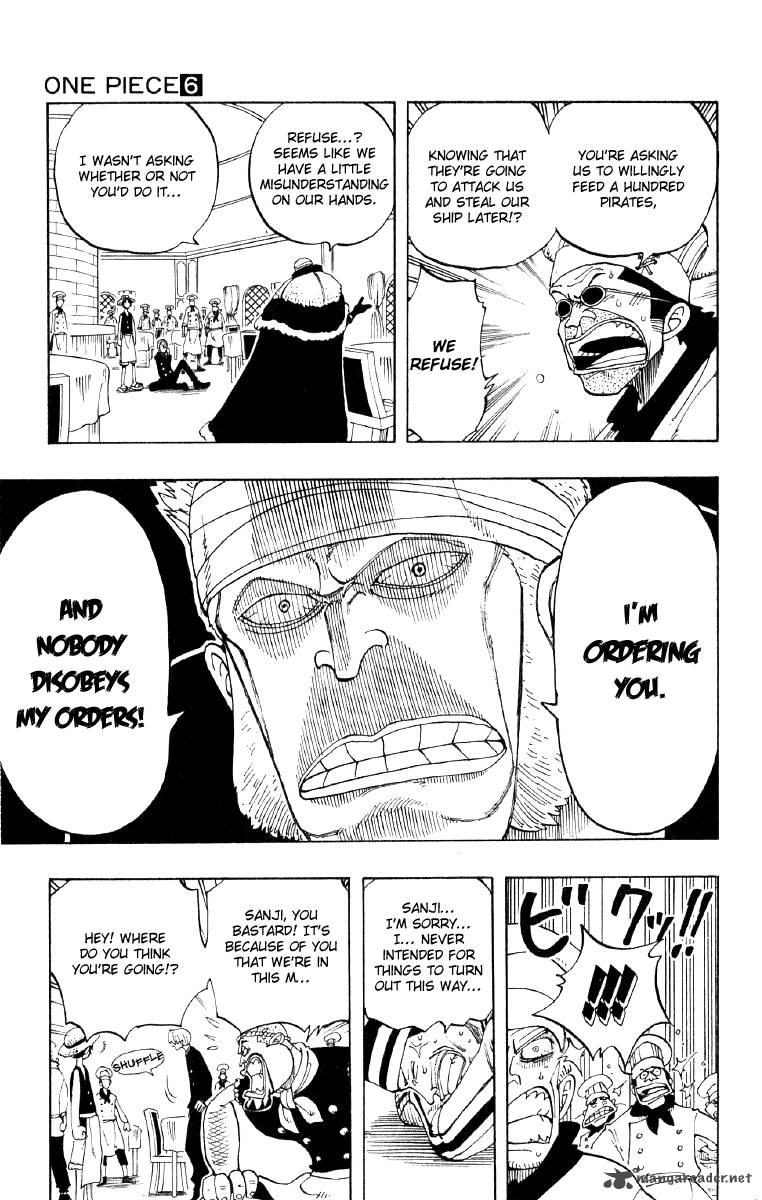 ONE PIECE 6
YOU'RE ASKING
US TO WILLINGLY
FEED A HUNDRED
PIRATES,
KNOWING THAT
THEY'RE GOING
TO ATTACK US
AND STEAL OUR
SHIP LATER!?
WE
REFUSE!
REFUSE...?
SEEMS LIKE WE
HAVE A LITTLE
MISUNDERSTANDING
ON OUR HANDS.
I WASN'T ASKING
WHETHER OR NOT
YOU'D DO IT...
I'M
ORDERING
YOU.
AND
NOBODY
DISOBEYS
MY ORDERS!
ビクッ!!
!!!
SANJI...
I'M SORRY...
I... NEVER
INTENDED FOR
THINGS TO TURN
OUT THIS WAY...
SANJI, YOU
BASTARD! IT'S
BECAUSE OF YOU
THAT WE'RE IN
THIS M...
HEY! WHERE
DO YOU THINK
YOU'RE GOING!?
SHUFFLE
mangareader.net